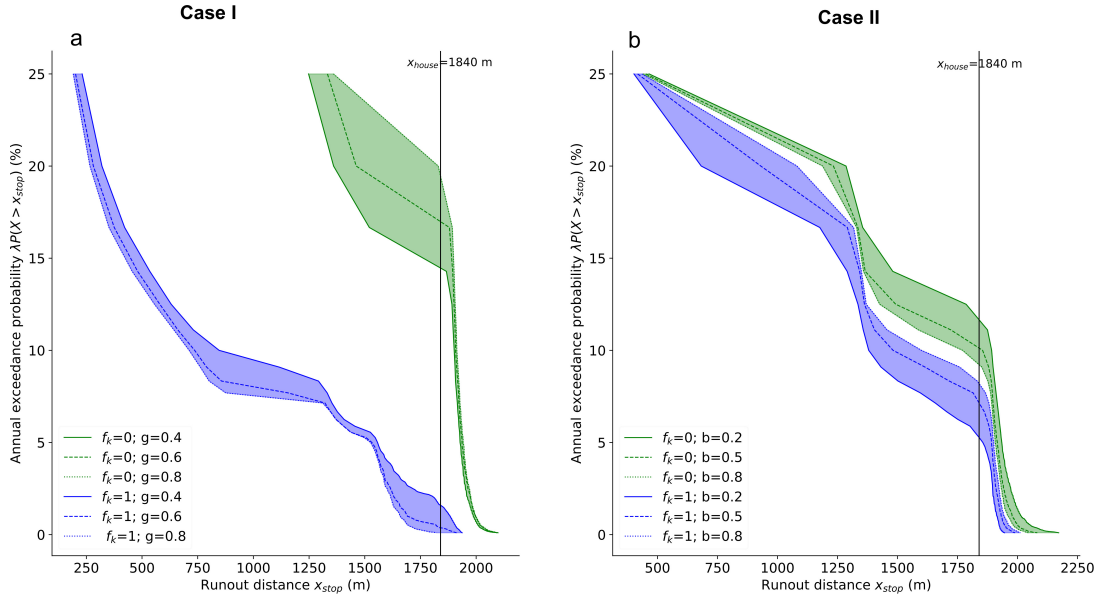 Case I
Case II
a
b
x_house=1840 m
x_house=1840 m
Annual exceedance probability λP(X > x_stop) (%)
25
20
15
10
5
0
f_k=0; g=0.4
f_k=0; g=0.6
f_k=0; g=0.8
f_k=1; g=0.4
f_k=1; g=0.6
f_k=1; g=0.8
250 500 750 1000 1250 1500 1750 2000
Runout distance x_stop (m)
Annual exceedance probability λP(X > x_stop) (%)
25
20
15
10
5
0
f_k=0; b=0.2
f_k=0; b=0.5
f_k=0; b=0.8
f_k=1; b=0.2
f_k=1; b=0.5
f_k=1; b=0.8
500 750 1000 1250 1500 1750 2000 2250
Runout distance x_stop (m)